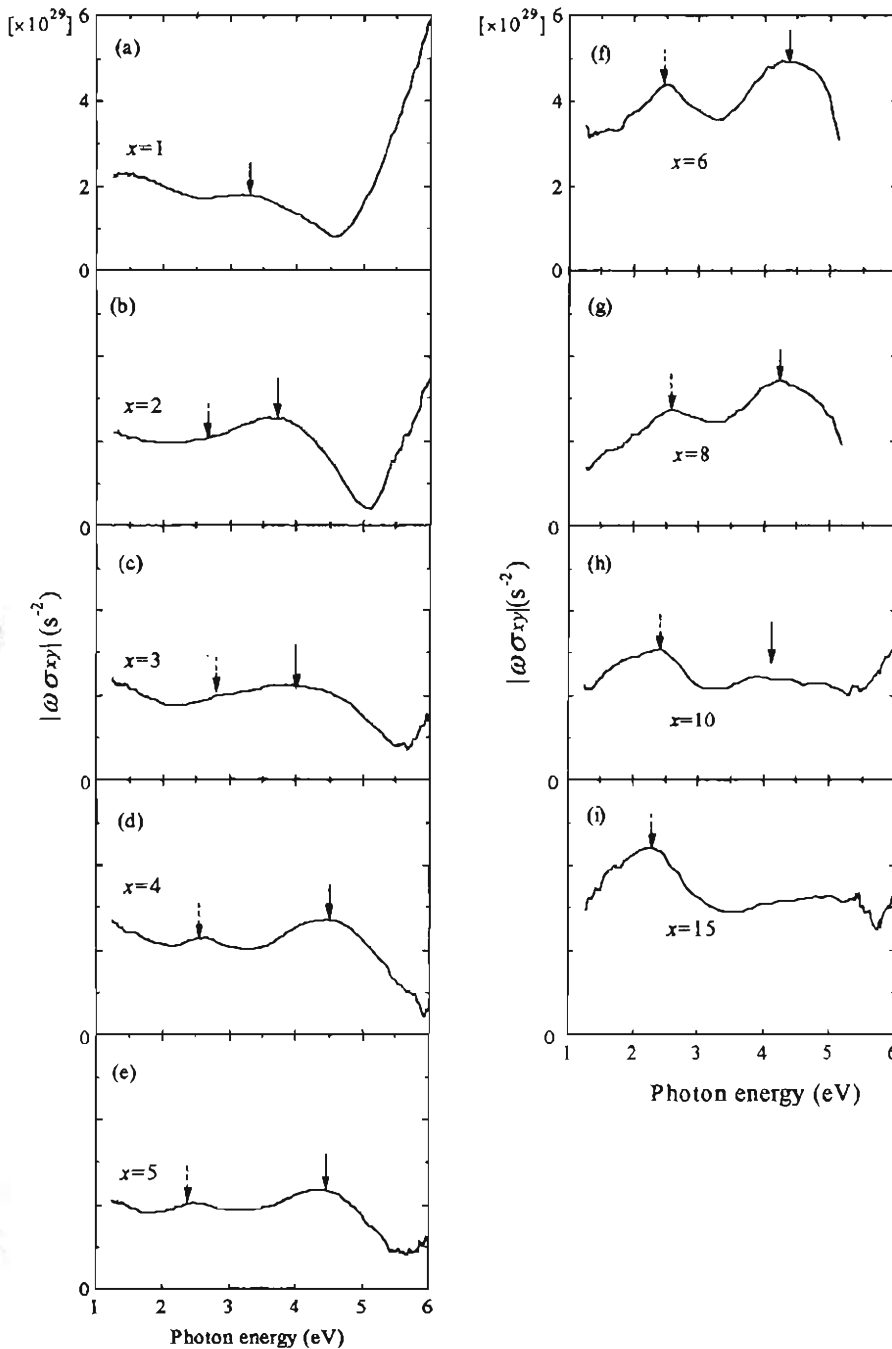 [×10^29]
6
4
2
0
(a)
x=1
(b)
x=2
0
(c)
x=3
0
(d)
x=4
0
(e)
x=5
0
|ωσxy| (s^-2)
1 2 3 4 5 6
Photon energy (eV)
[×10^29]
6
4
2
0
(f)
x=6
(g)
x=8
0
(h)
x=10
0
(i)
x=15
0
|ωσxy|(s^-2)
1 2 3 4 5 6
Photon energy (eV)